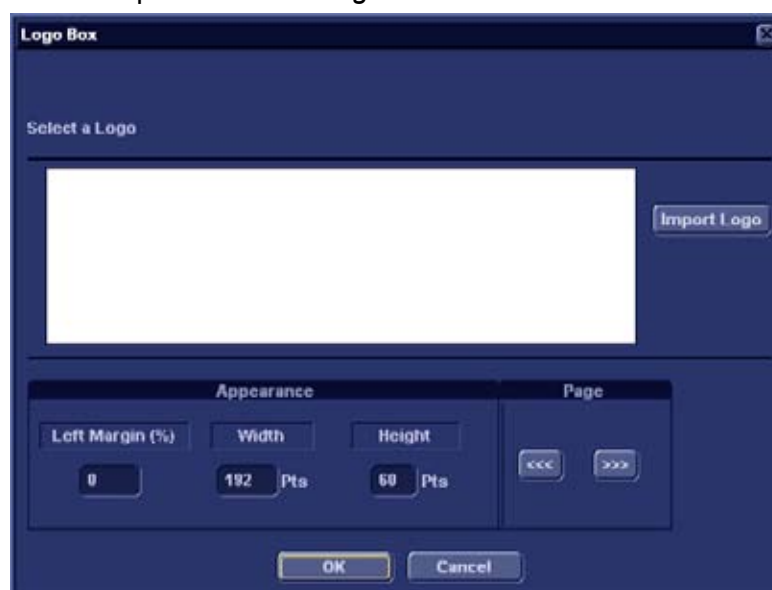 Logo Box
Select a Logo
Import Logo
Appearance
Page
Left Margin (%)
Width
Height
0
192
Pts
60
Pts
<<<
>>>
OK
Cancel